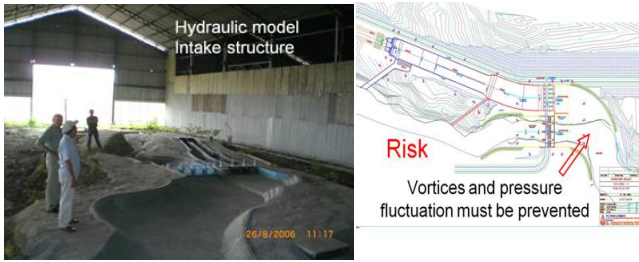 Hydraulic model
Intake structure
26/8/2006 11:17
Risk
Vortices and pressure
fluctuation must be prevented